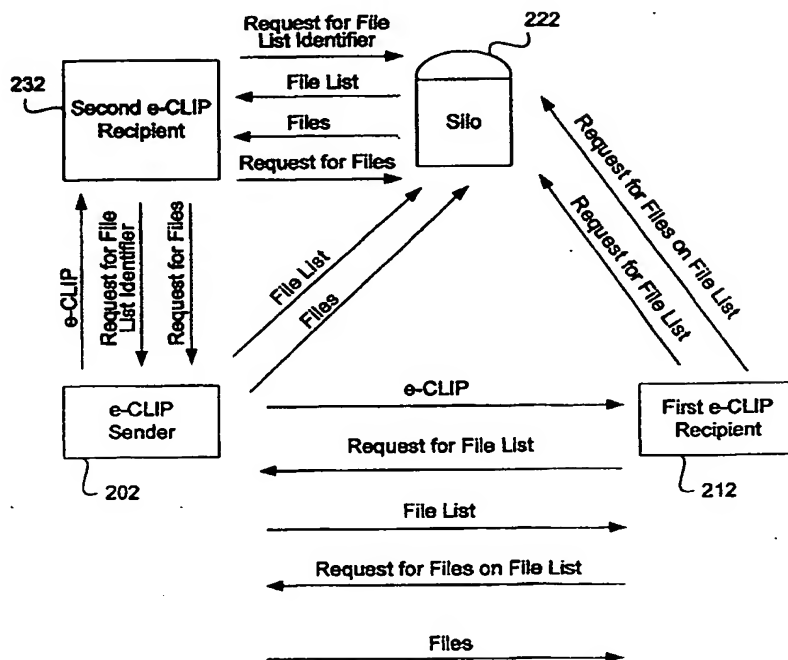 Request for File
List Identifier
222
232
File List
Second e-CLIP
Recipient
Silo
Files
Request for Files
Request for Files on File List
Request for File List
e-CLIP
Request for File
List Identifier
Request for Files
File List
Files
e-CLIP
Sender
e-CLIP
First e-CLIP
Recipient
Request for File List
202
212
File List
Request for Files on File List
Files